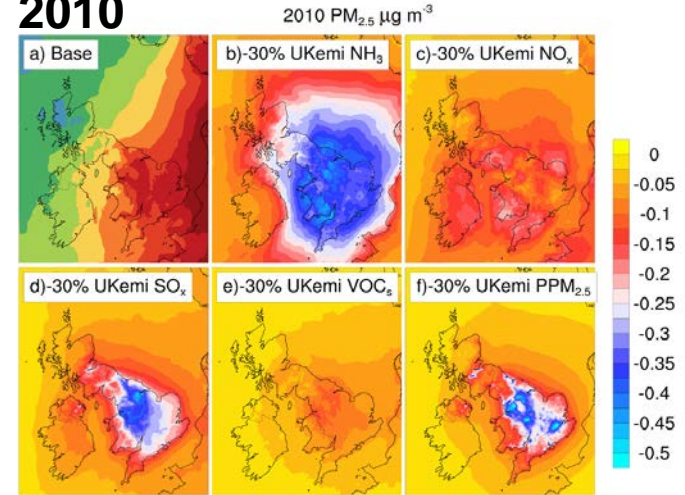 2010
2010 PM2.5 µg m-3
a) Base
b)-30% UKemi NH3
c)-30% UKemi NOx
d)-30% UKemi SOx
e)-30% UKemi VOCs
f)-30% UKemi PPM2.5
0
-0.05
-0.1
-0.15
-0.2
-0.25
-0.3
-0.35
-0.4
-0.45
-0.5